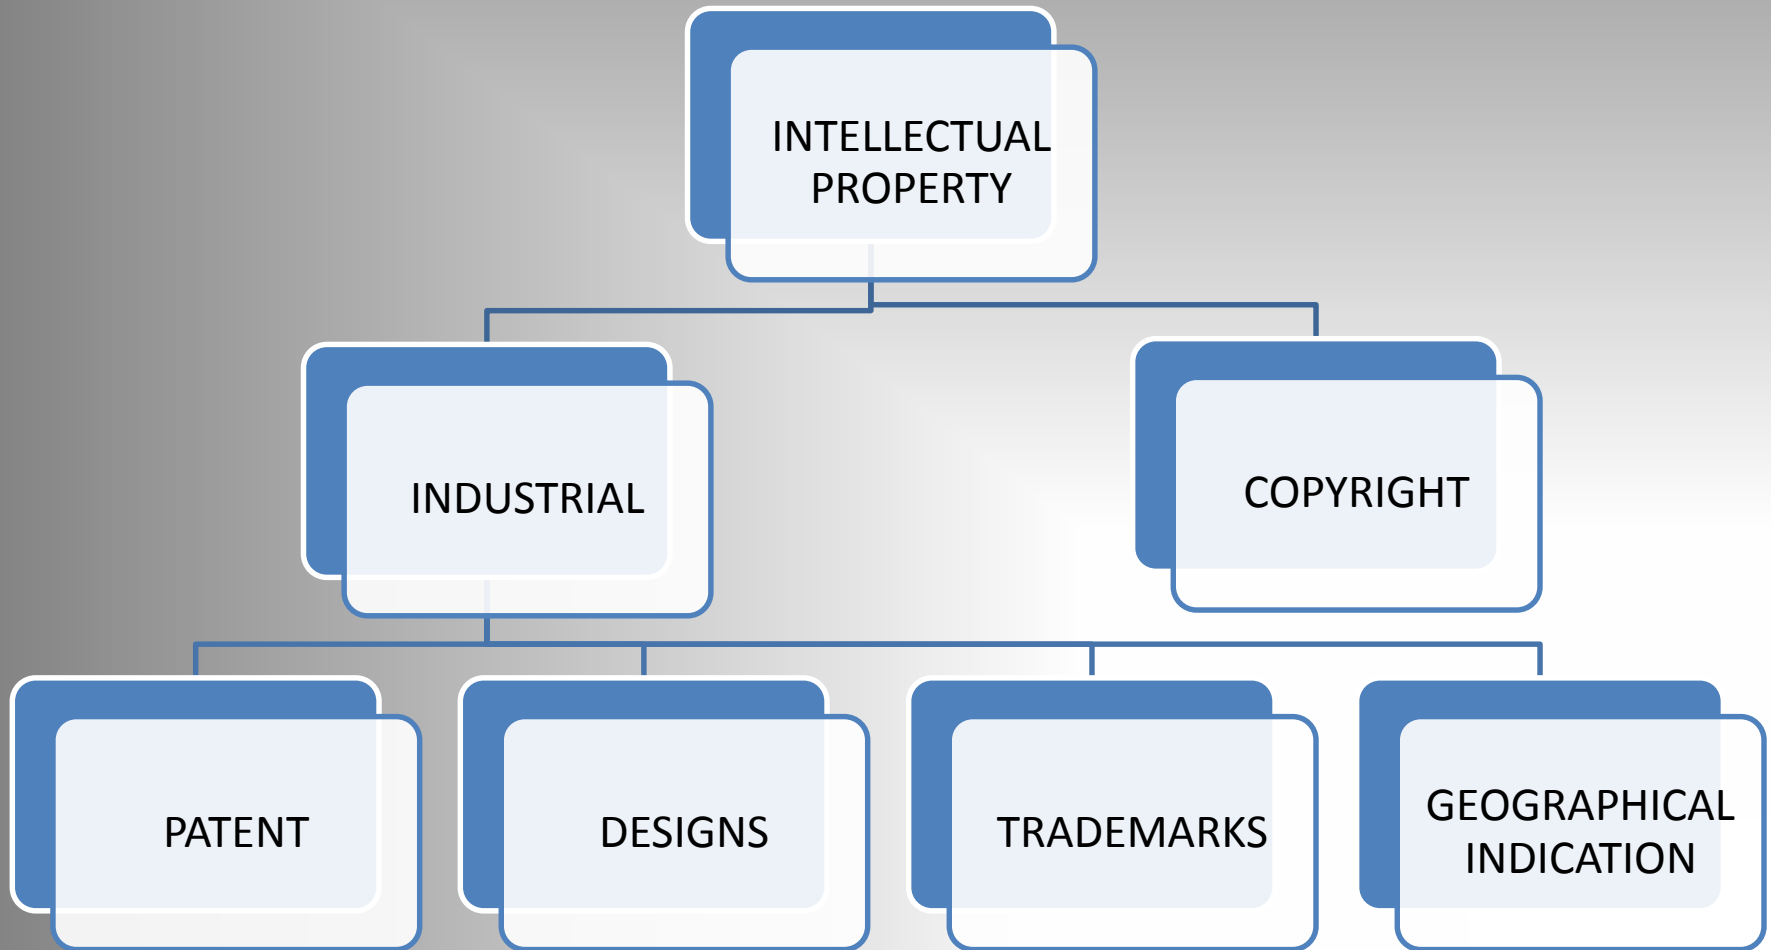 INTELLECTUAL
PROPERTY
INDUSTRIAL
COPYRIGHT
PATENT
DESIGNS
TRADEMARKS
GEOGRAPHICAL
INDICATION